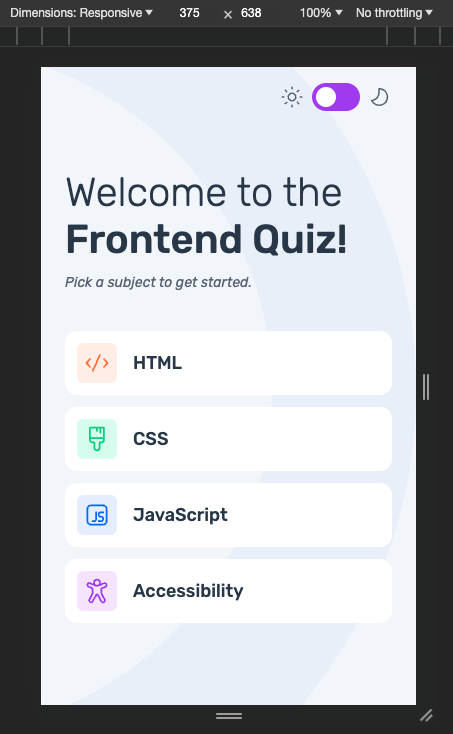 Dimensions: Responsive ▼ 375 × 638 100% ▼ No throttling ▼
Welcome to the
Frontend Quiz!
Pick a subject to get started.
</> HTML
CSS
JS JavaScript
Accessibility